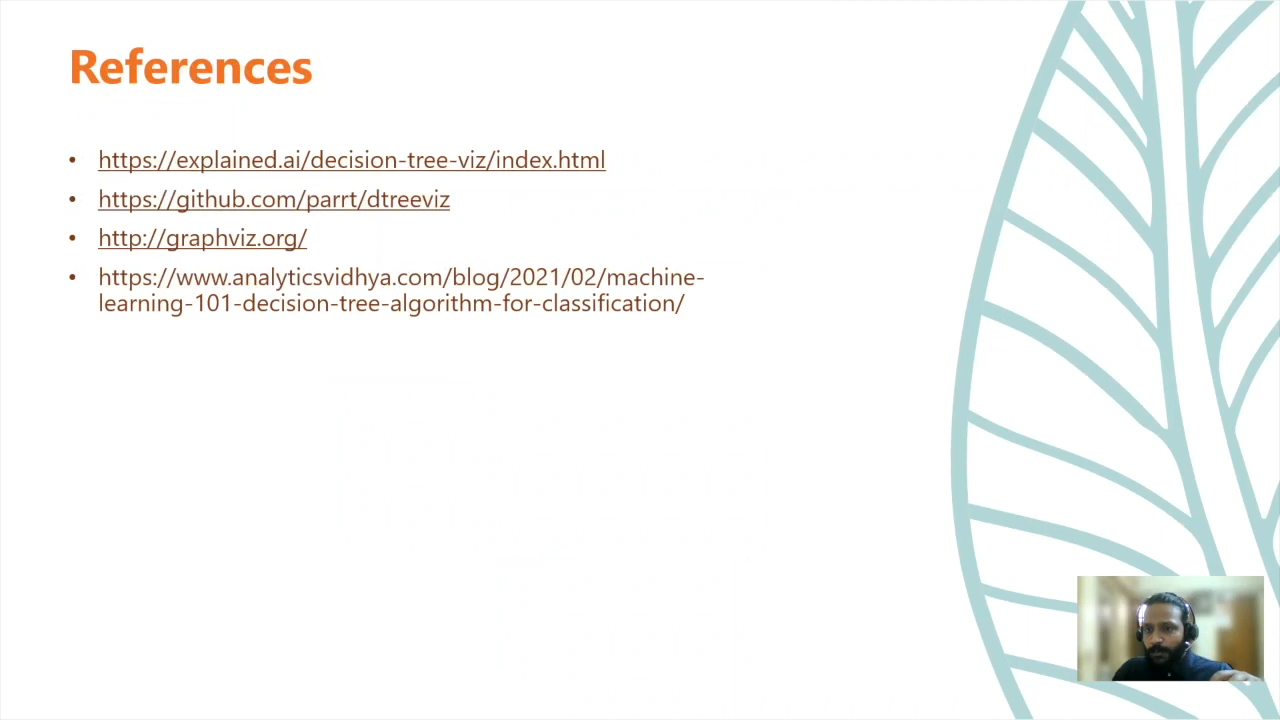 References
• https://explained.ai/decision-tree-viz/index.html
• https://github.com/parrt/dtreeviz
• http://graphviz.org/
• https://www.analyticsvidhya.com/blog/2021/02/machine-
learning-101-decision-tree-algorithm-for-classification/